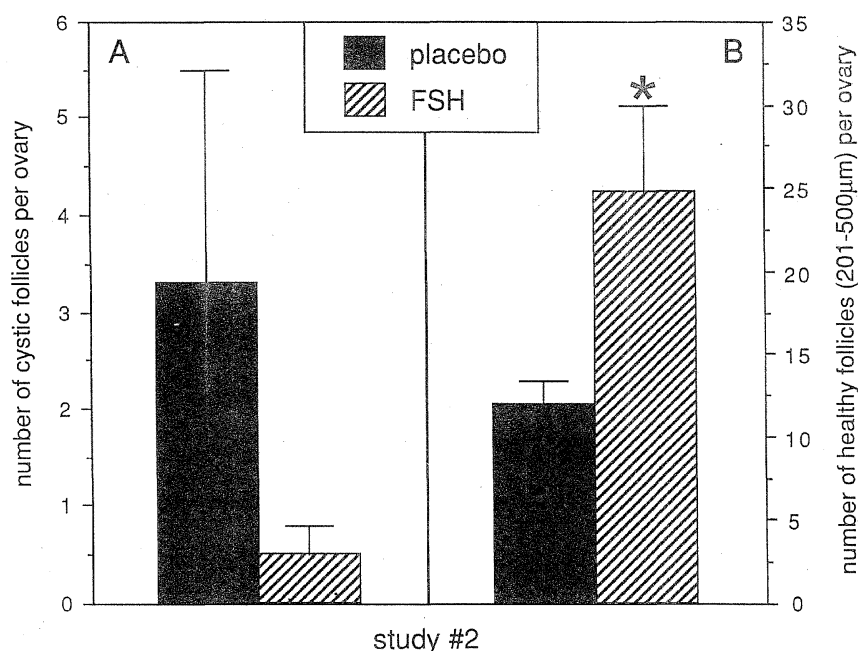 A
B
placebo
FSH
*
number of cystic follicles per ovary
6
5
4
3
2
1
0
number of healthy follicles (201-500µm) per ovary
35
30
25
20
15
10
5
0
study #2